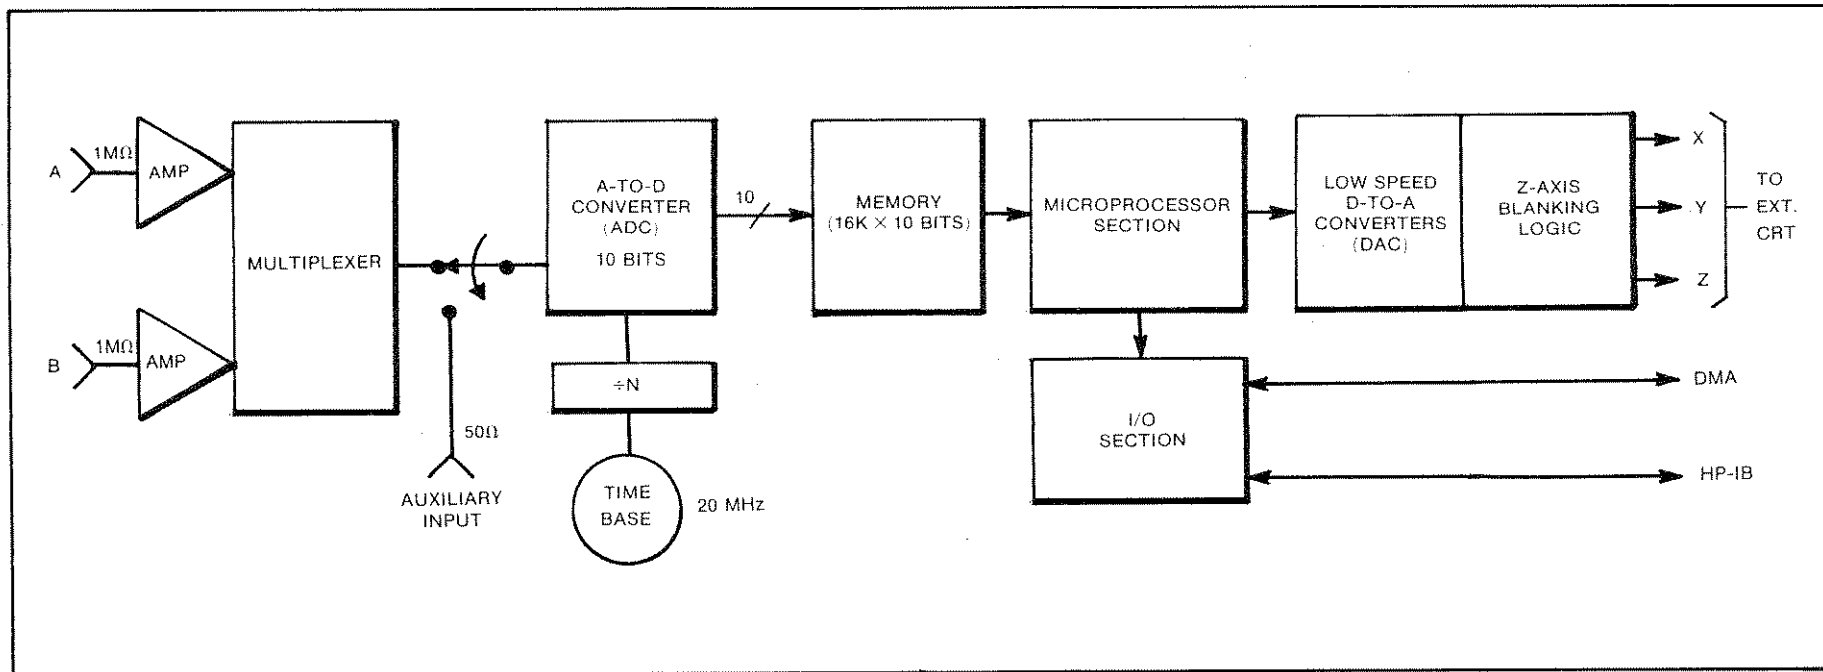 A
1MΩ
AMP
B
1MΩ
AMP
MULTIPLEXER
50Ω
AUXILIARY
INPUT
A-TO-D
CONVERTER
(ADC)
10 BITS
÷N
TIME
BASE
20 MHz
10
MEMORY
(16K × 10 BITS)
MICROPROCESSOR
SECTION
I/O
SECTION
LOW SPEED
D-TO-A
CONVERTERS
(DAC)
Z-AXIS
BLANKING
LOGIC
X
Y
Z
TO
EXT.
CRT
DMA
HP-IB